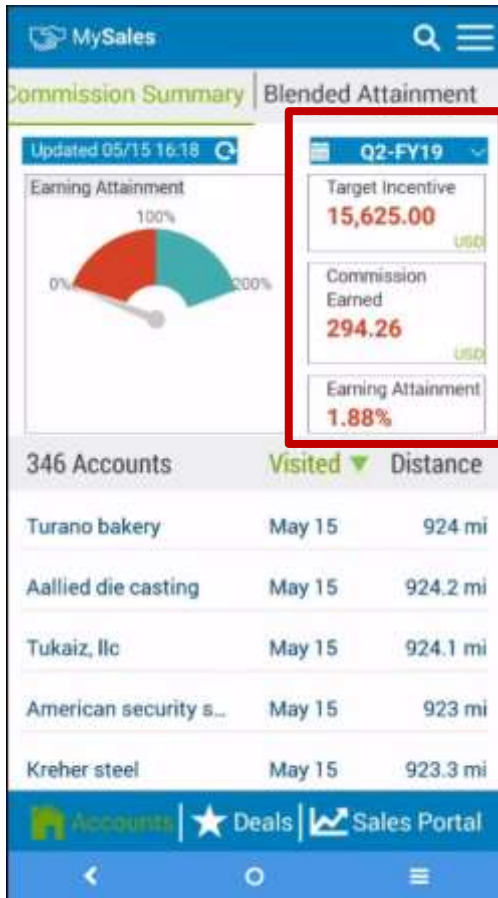 MySales
Commission Summary
Blended Attainment
Updated 05/15 16:18
Q2-FY19
Earning Attainment
100%
0%
200%
Target Incentive
15,625.00
USD
Commission
Earned
294.26
USD
Earning Attainment
1.88%
346 Accounts Visited Distance
Turano bakery May 15 924 mi
Aallied die casting May 15 924.2 mi
Tukaiz, llc May 15 924.1 mi
American security s... May 15 923 mi
Kreher steel May 15 923.3 mi
Accounts Deals Sales Portal